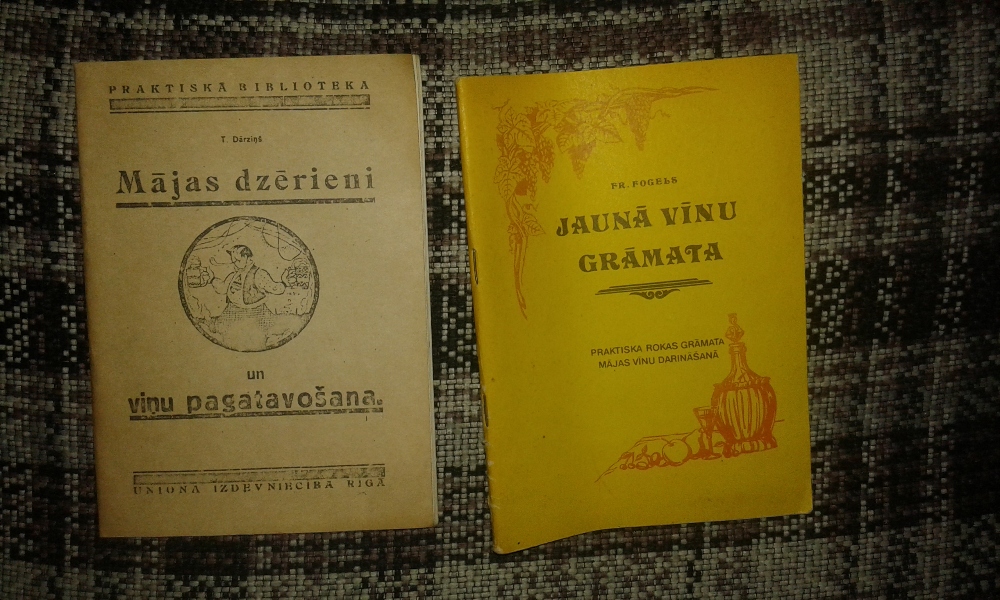 PRAKTISKĀ BIBLIOTEKA
T. Dārziņš
Mājas dzērieni
un
viņu pagatavošana.
UNIONA IZDEVNIECĪBA RĪGĀ
FR. FOGELS
JAUNĀ VĪNU
GRĀMATA
PRAKTISKA ROKAS GRĀMATA
MĀJAS VĪNU DARINĀŠANĀ